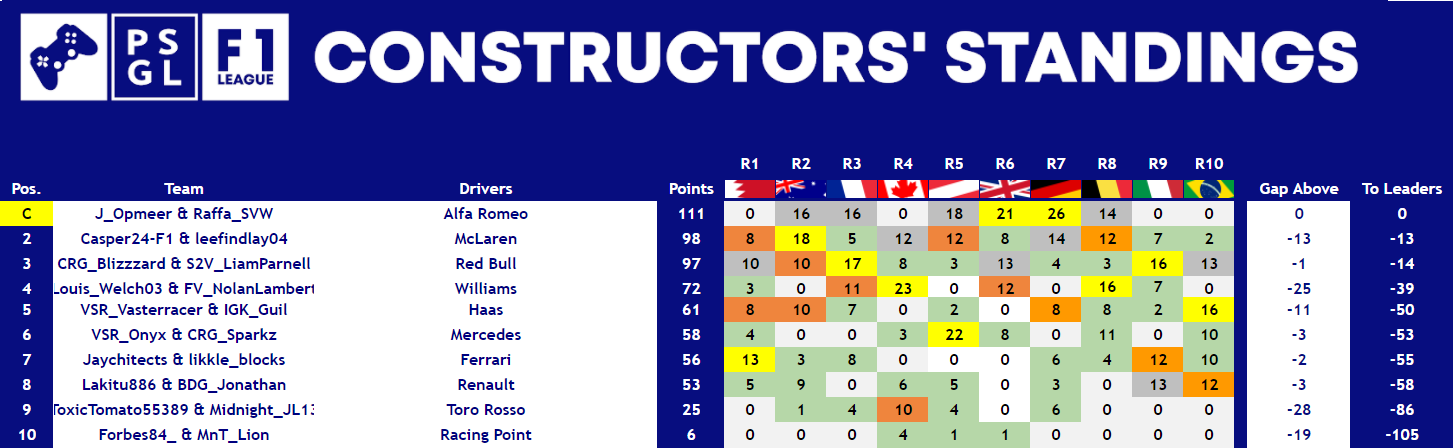 PS GL F1 LEAGUE CONSTRUCTORS' STANDINGS
R1 R2 R3 R4 R5 R6 R7 R8 R9 R10
Pos. Team Drivers Points Gap Above To Leaders
C J_Opmeer & Raffa_SVW Alfa Romeo 111 0 16 16 0 18 21 26 14 0 0 0 0
2 Casper24-F1 & leefindlay04 McLaren 98 8 18 5 12 12 8 14 12 7 2 -13 -13
3 CRG_Blizzzard & S2V_LiamParnell Red Bull 97 10 10 17 8 3 13 4 3 16 13 -1 -14
4 Louis_Welch03 & FV_NolanLambert Williams 72 3 0 11 23 0 12 0 16 7 0 -25 -39
5 VSR_Vasterracer & IGK_Guil Haas 61 8 10 7 0 2 0 8 8 2 16 -11 -50
6 VSR_Onyx & CRG_Sparkz Mercedes 58 4 0 0 3 22 8 0 11 0 10 -3 -53
7 Jaychitects & likkle_blocks Ferrari 56 13 3 8 0 0 0 6 4 12 10 -2 -55
8 Lakitu886 & BDG_Jonathan Renault 53 5 9 0 6 5 0 3 0 13 12 -3 -58
9 ToxicTomato55389 & Midnight_JL13 Toro Rosso 25 0 1 4 10 4 0 6 0 0 0 -28 -86
10 Forbes84_ & MnT_Lion Racing Point 6 0 0 0 4 1 1 0 0 0 0 -19 -105